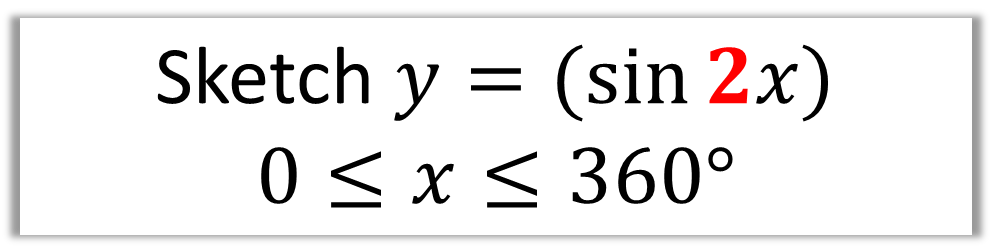 Sketch y = (sin 2x)
0 ≤ x ≤ 360°